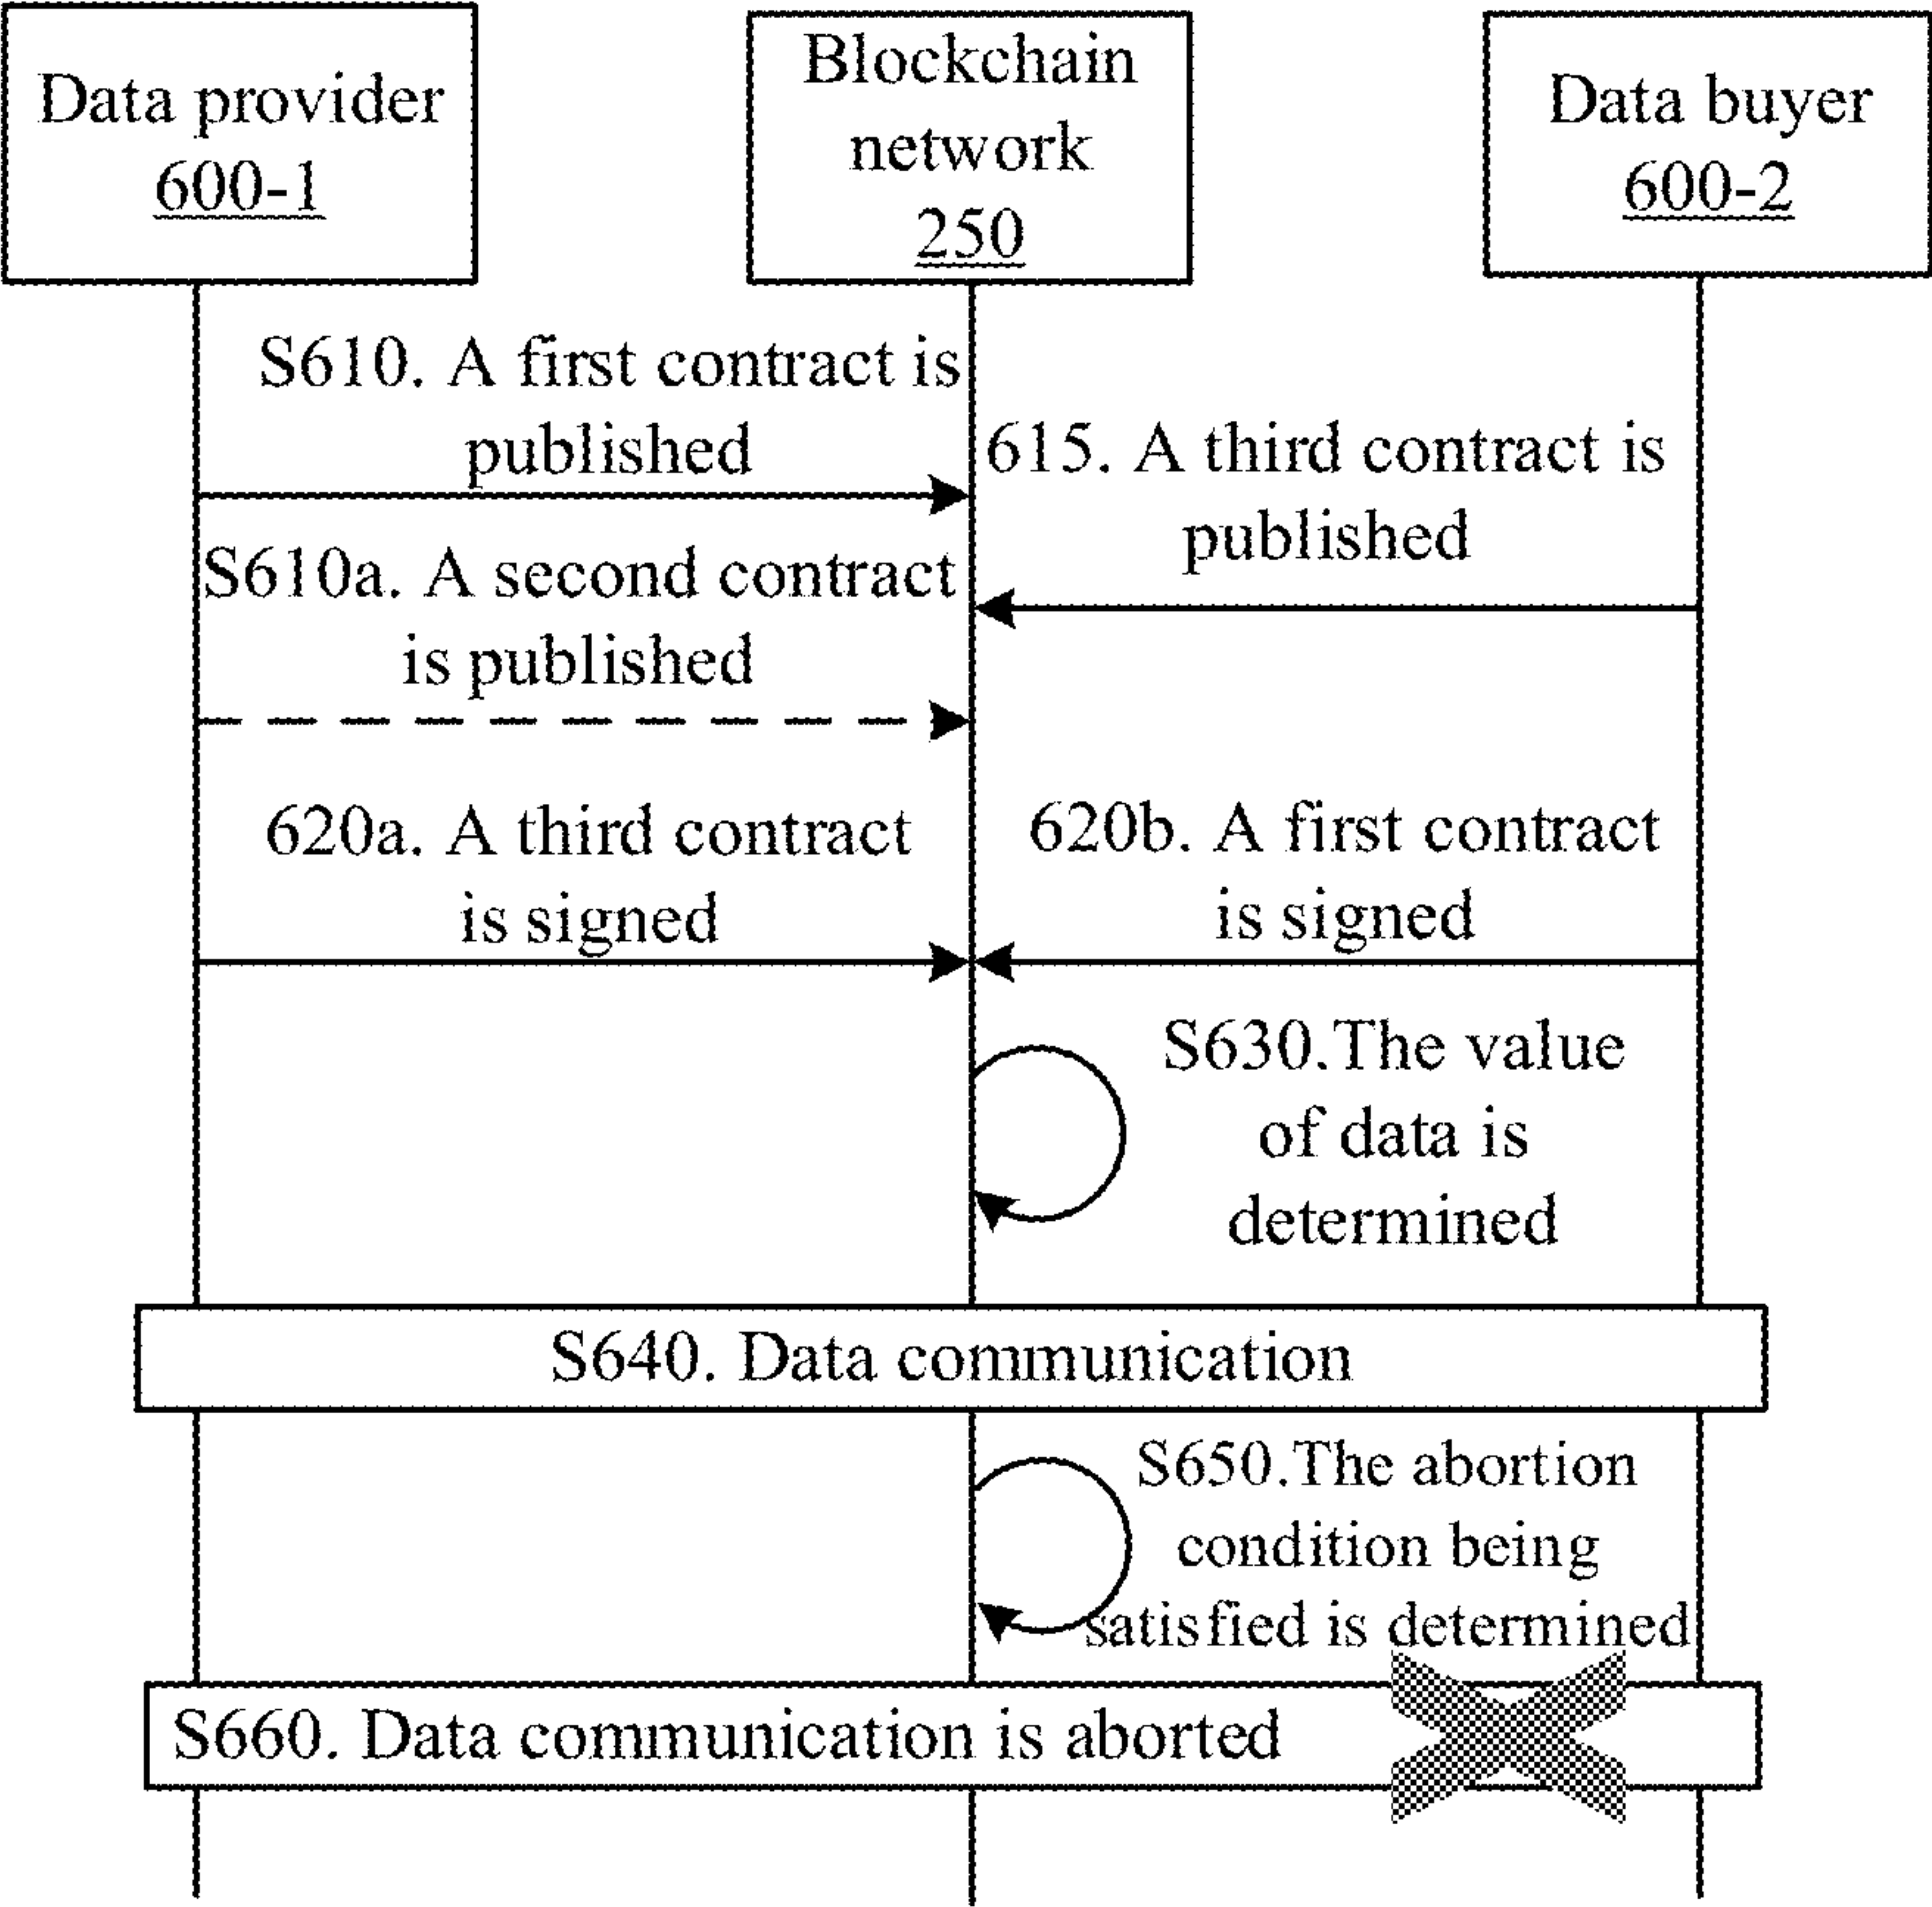 Data provider
600-1
Blockchain
network
250
Data buyer
600-2
S610. A first contract is
published
615. A third contract is
published
S610a. A second contract
is published
620a. A third contract
is signed
620b. A first contract
is signed
S630.The value
of data is
determined
S640. Data communication
S650.The abortion
condition being
satisfied is determined
S660. Data communication is aborted